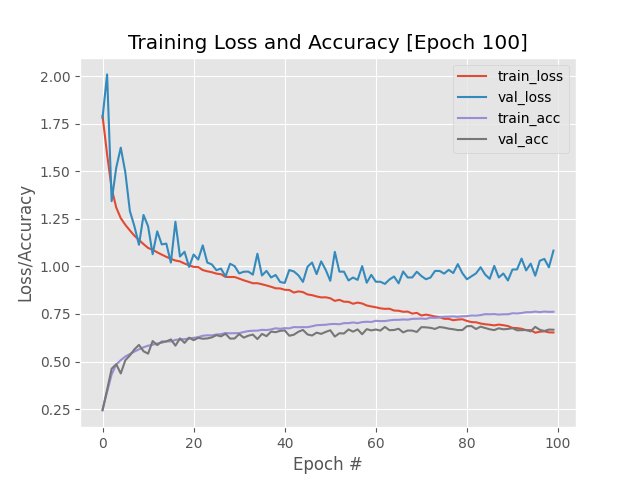 Training Loss and Accuracy [Epoch 100]
train_loss
val_loss
train_acc
val_acc
2.00
1.75
1.50
1.25
1.00
0.75
0.50
0.25
Loss/Accuracy
0 20 40 60 80 100
Epoch #